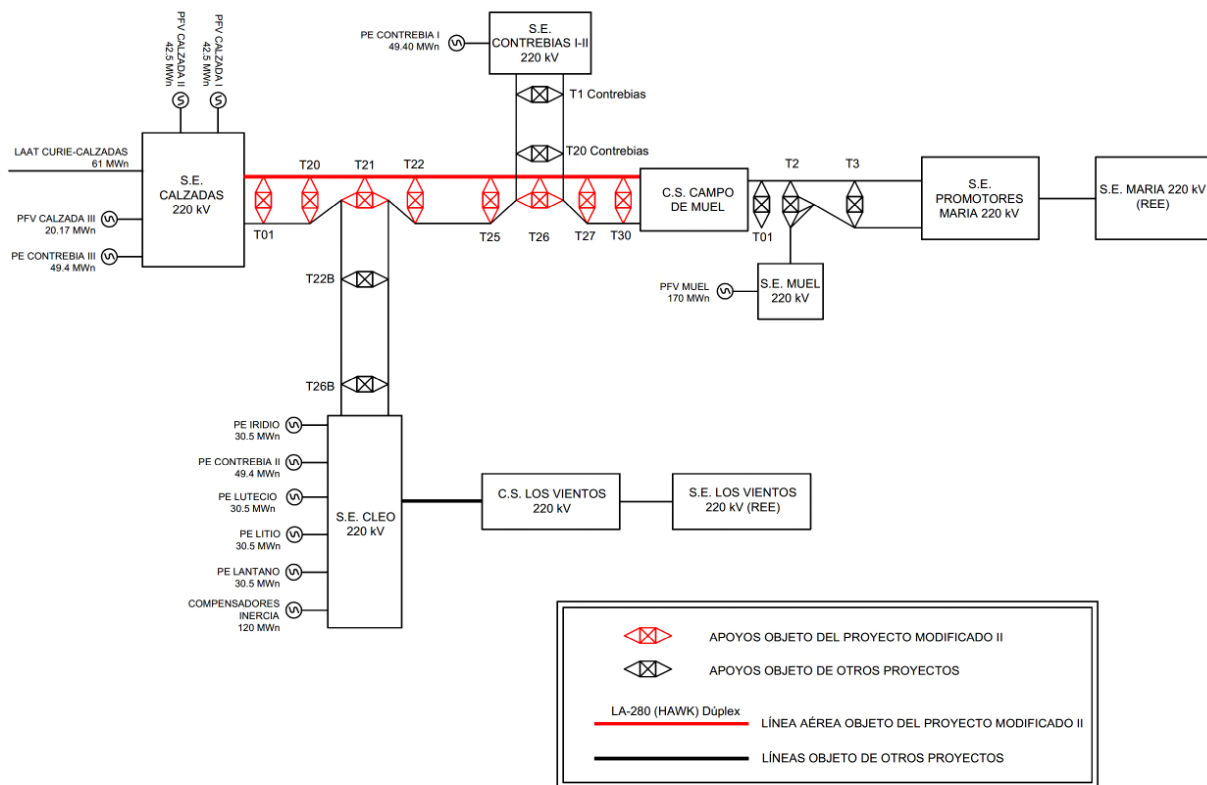 PFV CALZADA II
42.5 MWn
PFV CALZADA I
42.5 MWn
PE CONTREBIA I
49.40 MWn
S.E.
CONTREBIAS I-II
220 kV
T1 Contrebias
T20 Contrebias
LAAT CURIE-CALZADAS
61 MWn
S.E.
CALZADAS
220 kV
PFV CALZADA III
20.17 MWn
PE CONTREBIA III
49.4 MWn
T01
T20
T21
T22
T25
T26
T27
T30
C.S. CAMPO
DE MUEL
T01
T2
T3
S.E.
PROMOTORES
MARIA 220 kV
S.E. MARIA 220 kV
(REE)
PFV MUEL
170 MWn
S.E. MUEL
220 kV
T22B
T26B
PE IRIDIO
30.5 MWn
PE CONTREBIA II
49.4 MWn
PE LUTECIO
30.5 MWn
PE LITIO
30.5 MWn
PE LANTANO
30.5 MWn
COMPENSADORES
INERCIA
120 MWn
S.E. CLEO
220 kV
C.S. LOS VIENTOS
220 kV
S.E. LOS VIENTOS
220 kV (REE)
APOYOS OBJETO DEL PROYECTO MODIFICADO II
APOYOS OBJETO DE OTROS PROYECTOS
LA-280 (HAWK) Dúplex
LÍNEA AÉREA OBJETO DEL PROYECTO MODIFICADO II
LÍNEAS OBJETO DE OTROS PROYECTOS